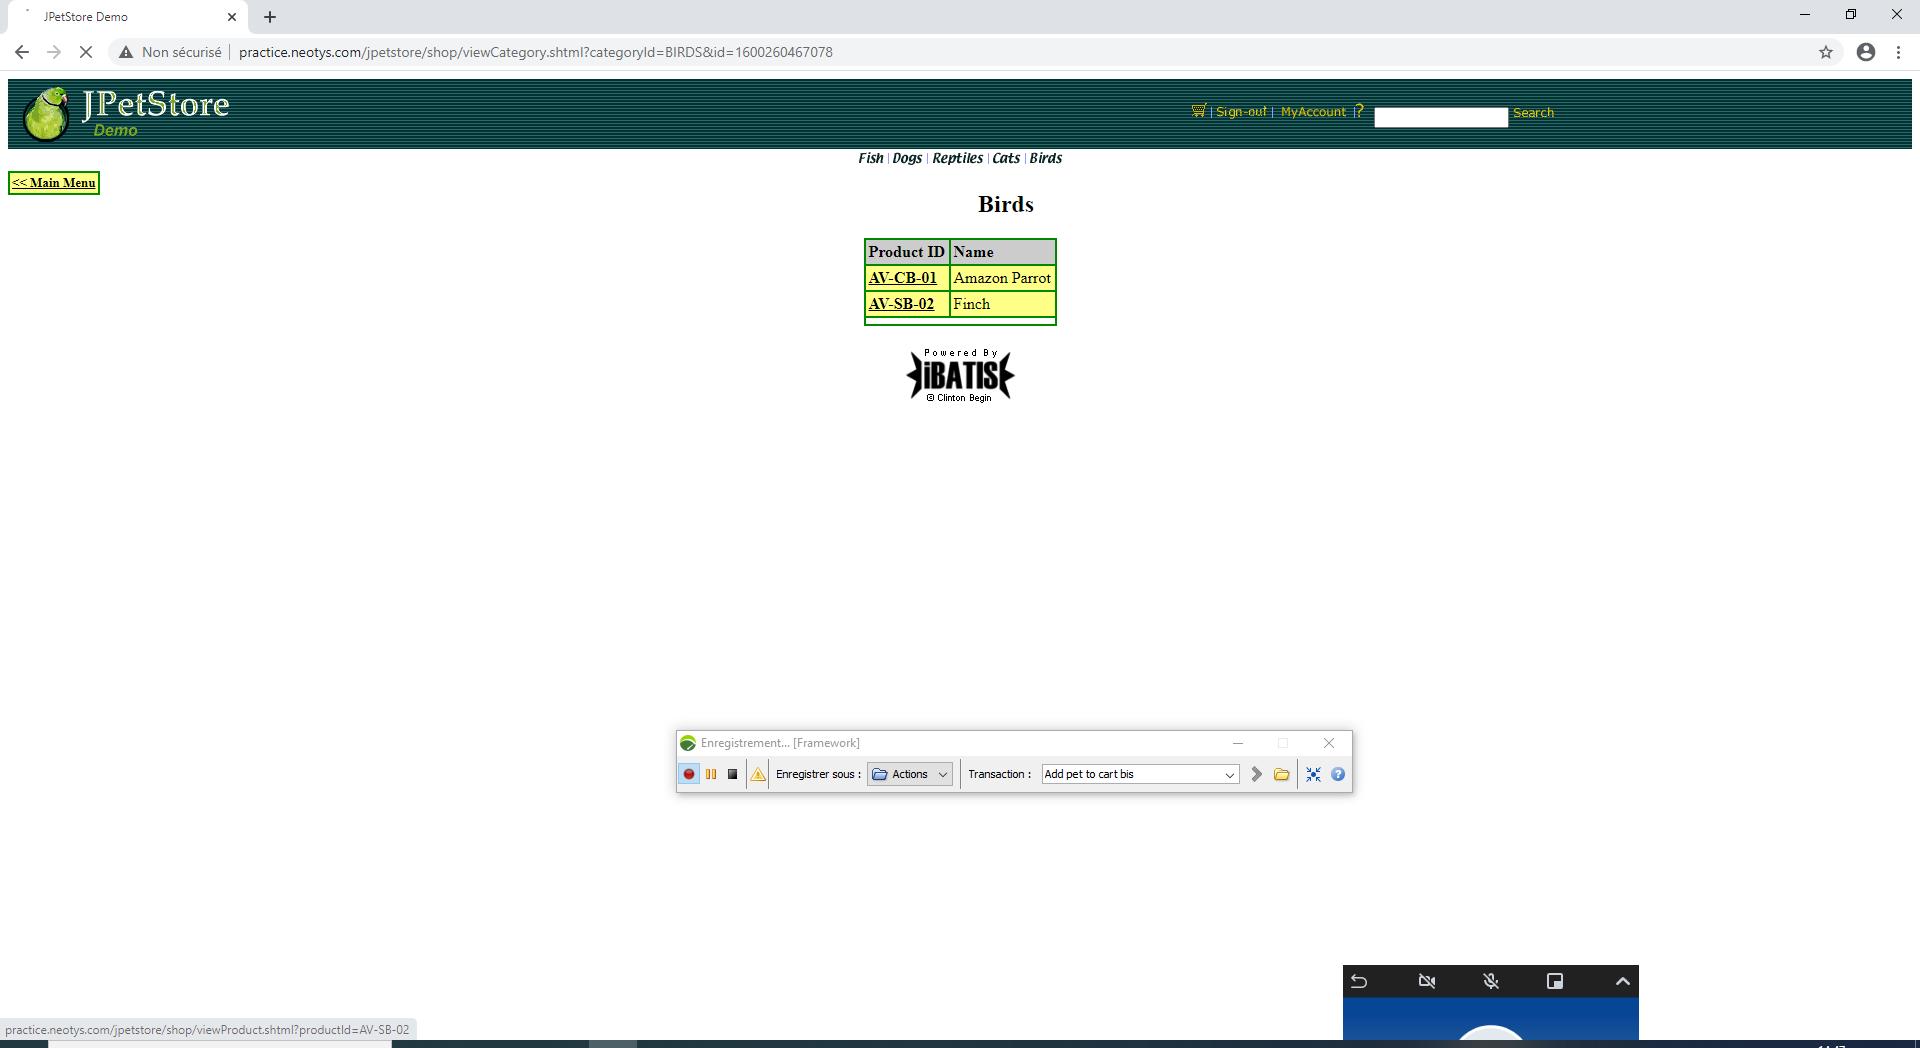 JPetStore Demo
Non sécurisé
practice.neotys.com/jpetstore/shop/viewCategory.shtml?categoryId=BIRDS&id=1600260467078
JPetStore
Demo
| Sign-out | MyAccount | ? Search
Fish | Dogs | Reptiles | Cats | Birds
<< Main Menu
Birds
Product ID Name
AV-CB-01 Amazon Parrot
AV-SB-02 Finch
Powered By
iBATIS
© Clinton Begin
Enregistrement... [Framework]
Enregistrer sous : Actions Transaction : Add pet to cart bis
practice.neotys.com/jpetstore/shop/viewProduct.shtml?productId=AV-SB-02